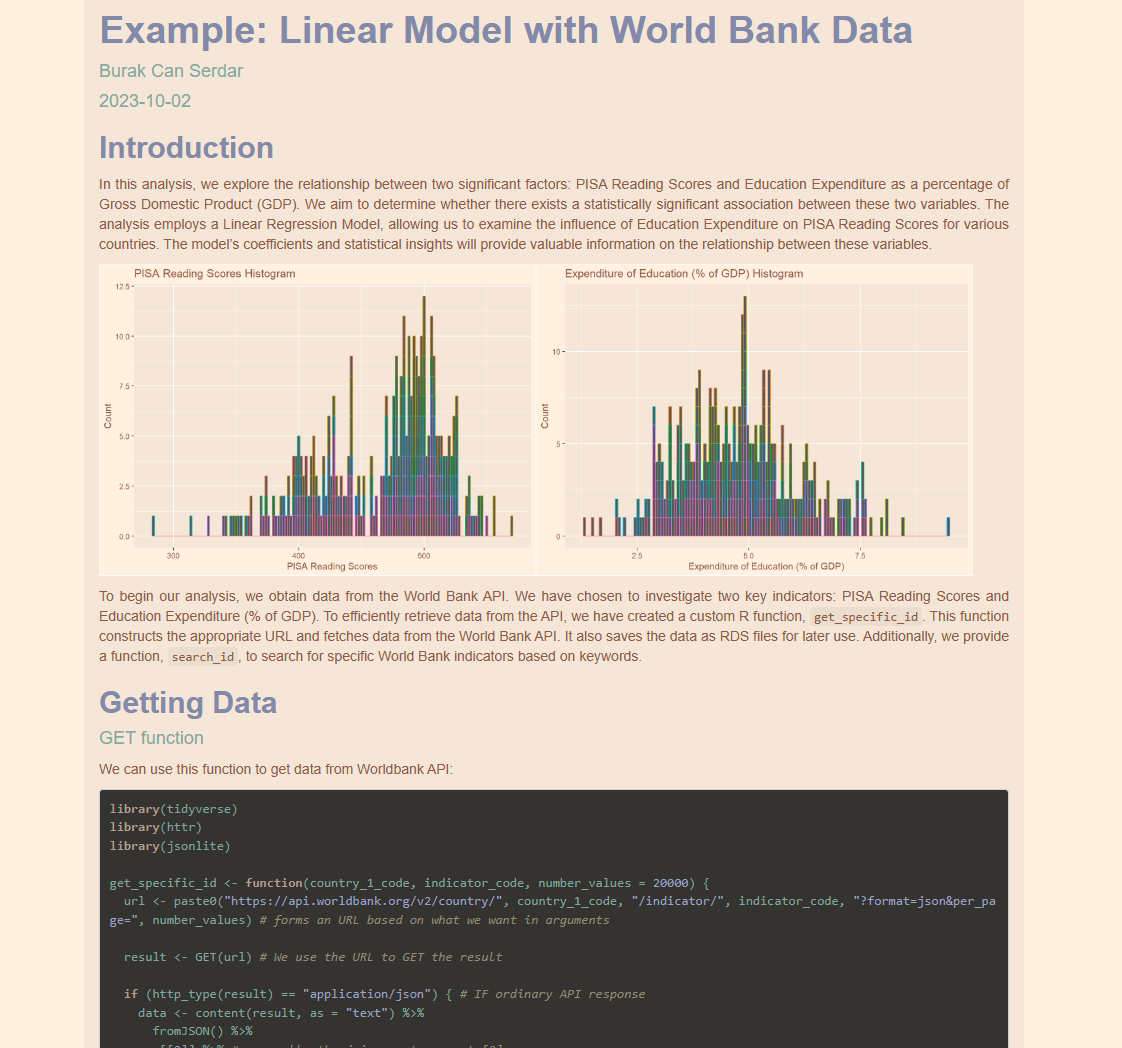 Example: Linear Model with World Bank Data
Burak Can Serdar
2023-10-02
Introduction
In this analysis, we explore the relationship between two significant factors: PISA Reading Scores and Education Expenditure as a percentage of
Gross Domestic Product (GDP). We aim to determine whether there exists a statistically significant association between these two variables. The
analysis employs a Linear Regression Model, allowing us to examine the influence of Education Expenditure on PISA Reading Scores for various
countries. The model's coefficients and statistical insights will provide valuable information on the relationship between these variables.
PISA Reading Scores Histogram
12.5
10.0
7.5
5.0
2.5
0.0
Count
300 400 500
PISA Reading Scores
Expenditure of Education (% of GDP) Histogram
10
5
0
Count
2.5 5.0 7.5
Expenditure of Education (% of GDP)
To begin our analysis, we obtain data from the World Bank API. We have chosen to investigate two key indicators: PISA Reading Scores and
Education Expenditure (% of GDP). To efficiently retrieve data from the API, we have created a custom R function, get_specific_id. This function
constructs the appropriate URL and fetches data from the World Bank API. It also saves the data as RDS files for later use. Additionally, we provide
a function, search_id, to search for specific World Bank indicators based on keywords.
Getting Data
GET function
We can use this function to get data from Worldbank API:
library(tidyverse)
library(httr)
library(jsonlite)
get_specific_id <- function(country_1_code, indicator_code, number_values = 20000) {
url <- paste0("https://api.worldbank.org/v2/country/", country_1_code, "/indicator/", indicator_code, "?format=json&per_pa
ge=", number_values) # forms an URL based on what we want in arguments
result <- GET(url) # We use the URL to GET the result
if (http_type(result) == "application/json") { # IF ordinary API response
data <- content(result, as = "text") %>%
fromJSON() %>%